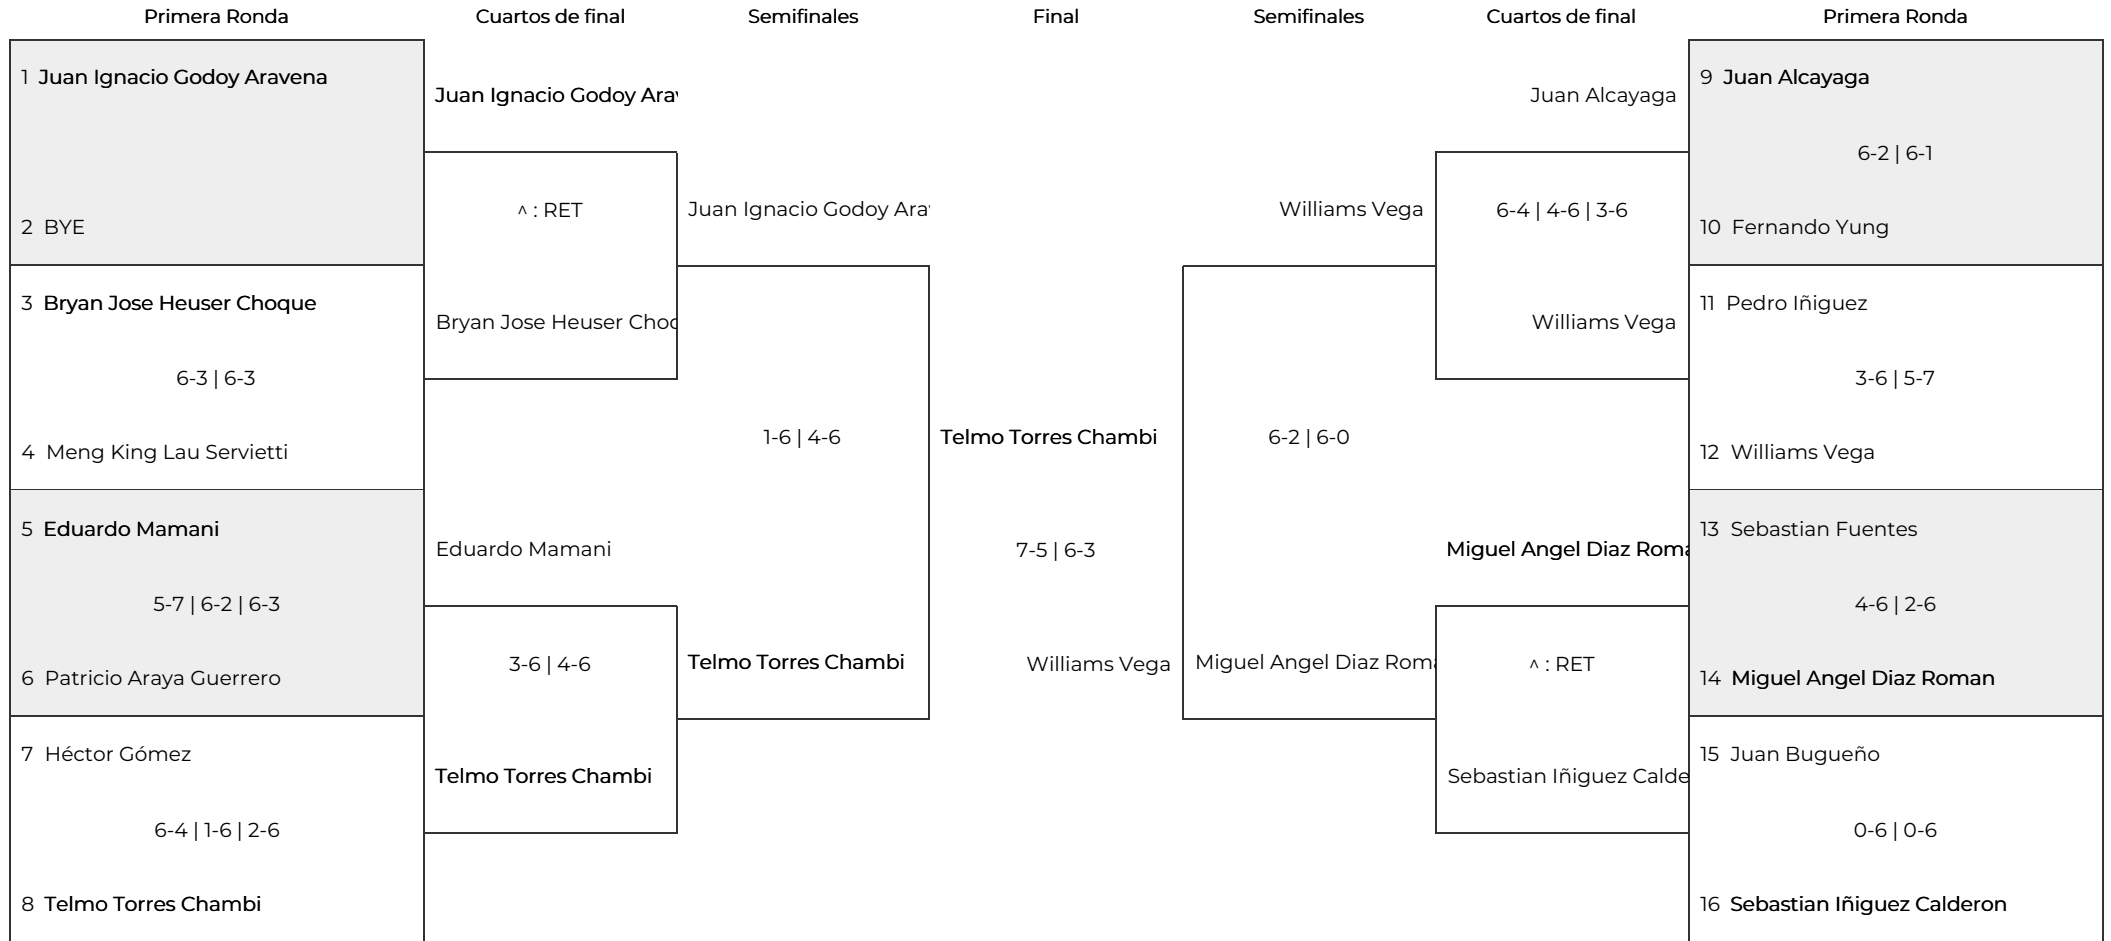 Primera Ronda
Cuartos de final
Semifinales
Final
Semifinales
Cuartos de final
Primera Ronda
1 Juan Ignacio Godoy Aravena
2 BYE
3 Bryan Jose Heuser Choque
6-3 | 6-3
4 Meng King Lau Servietti
5 Eduardo Mamani
5-7 | 6-2 | 6-3
6 Patricio Araya Guerrero
7 Héctor Gómez
6-4 | 1-6 | 2-6
8 Telmo Torres Chambi
Juan Ignacio Godoy Ara
^ : RET
Bryan Jose Heuser Choc
Eduardo Mamani
3-6 | 4-6
Telmo Torres Chambi
Juan Ignacio Godoy Ara
1-6 | 4-6
Telmo Torres Chambi
Telmo Torres Chambi
7-5 | 6-3
Williams Vega
Williams Vega
6-2 | 6-0
Miguel Angel Diaz Roma
Juan Alcayaga
6-4 | 4-6 | 3-6
Williams Vega
Miguel Angel Diaz Roma
^ : RET
Sebastian Iñiguez Calde
9 Juan Alcayaga
6-2 | 6-1
10 Fernando Yung
11 Pedro Iñiguez
3-6 | 5-7
12 Williams Vega
13 Sebastian Fuentes
4-6 | 2-6
14 Miguel Angel Diaz Roman
15 Juan Bugueño
0-6 | 0-6
16 Sebastian Iñiguez Calderon